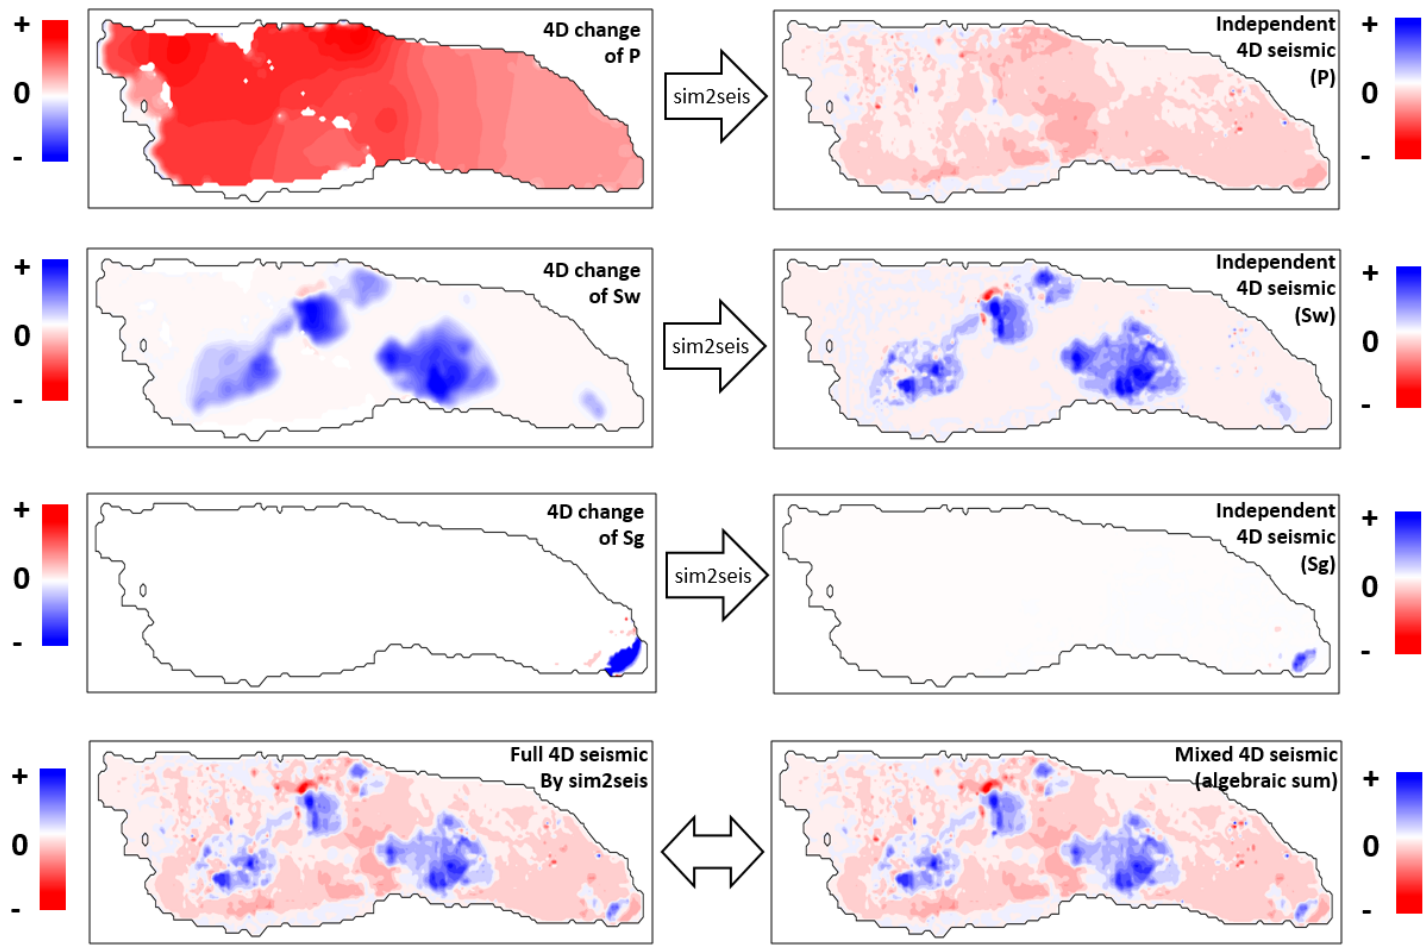 +
0
-
4D change
of P
sim2seis
Independent
4D seismic
(P)
+
0
-
+
0
-
4D change
of Sw
sim2seis
Independent
4D seismic
(Sw)
+
0
-
+
0
-
4D change
of Sg
sim2seis
Independent
4D seismic
(Sg)
+
0
-
+
0
-
Full 4D seismic
By sim2seis
Mixed 4D seismic
(algebraic sum)
+
0
-